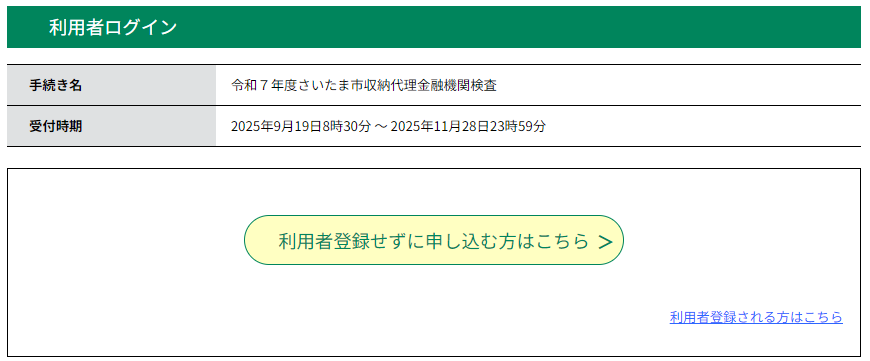 利用者ログイン
手続き名 令和７年度さいたま市収納代理金融機関検査
受付時期 2025年9月19日8時30分 ～ 2025年11月28日23時59分
利用者登録せずに申し込む方はこちら >
利用者登録される方はこちら